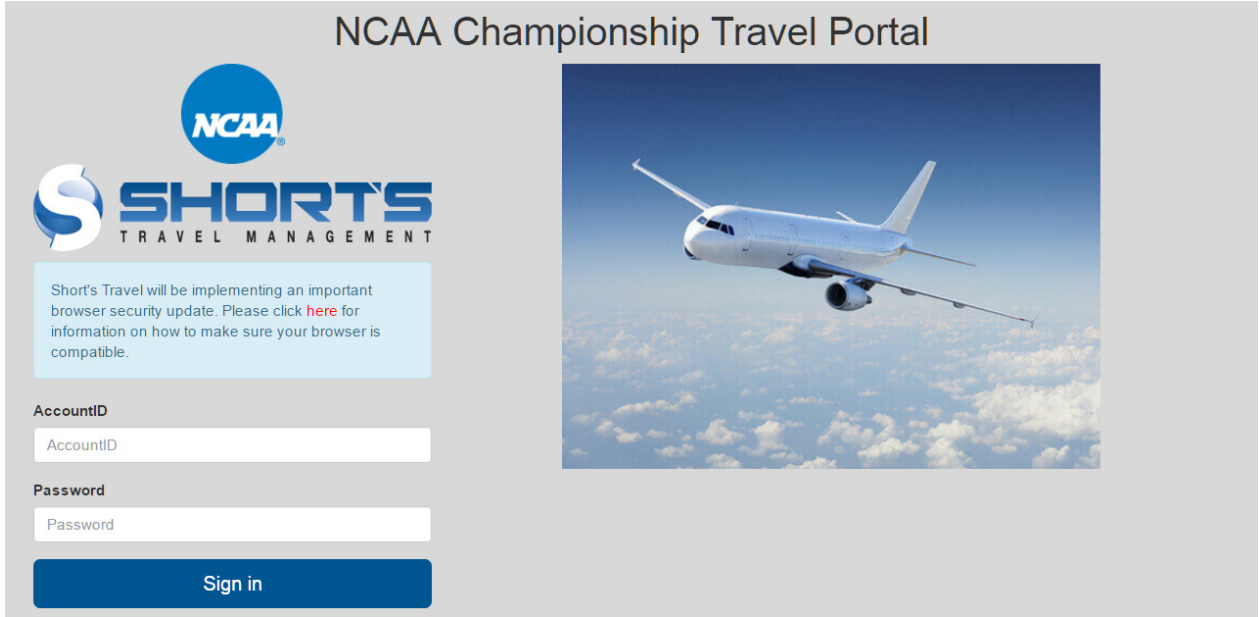 NCAA Championship Travel Portal
NCAA®
SHORT'S
TRAVEL MANAGEMENT
Short's Travel will be implementing an important
browser security update. Please click here for
information on how to make sure your browser is
compatible.
AccountID
AccountID
Password
Password
Sign in